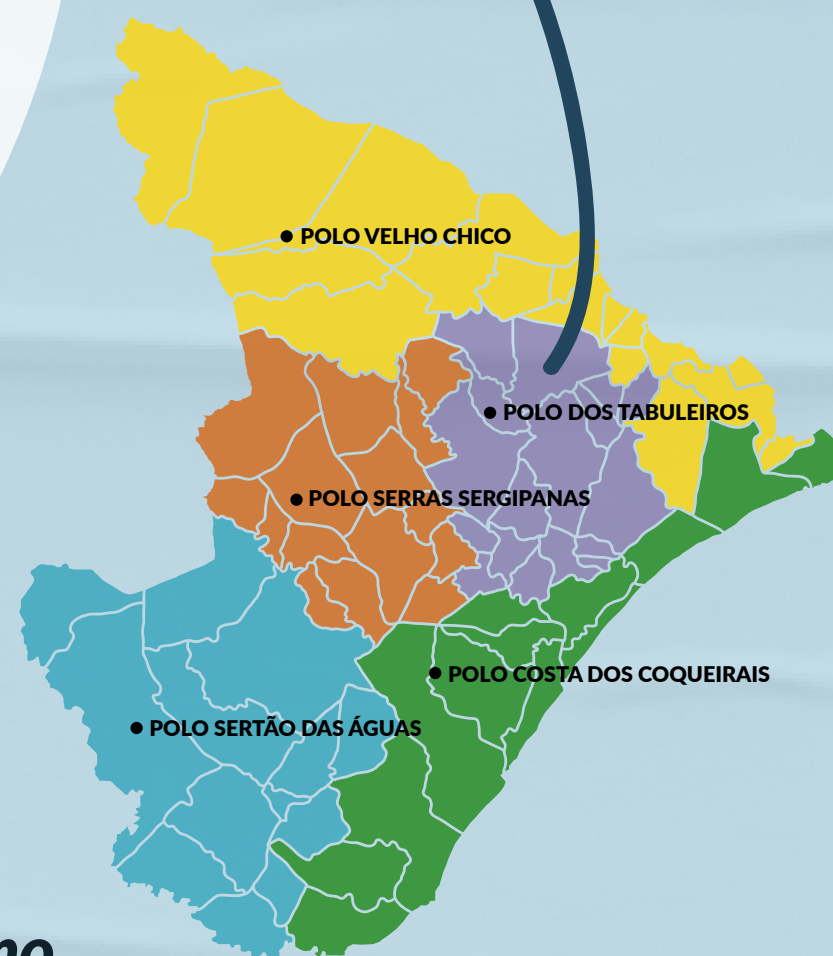 POLO VELHO CHICO
POLO DOS TABULEIROS
POLO SERRAS SERGIPANAS
POLO COSTA DOS COQUEIRAIS
POLO SERTÃO DAS ÁGUAS